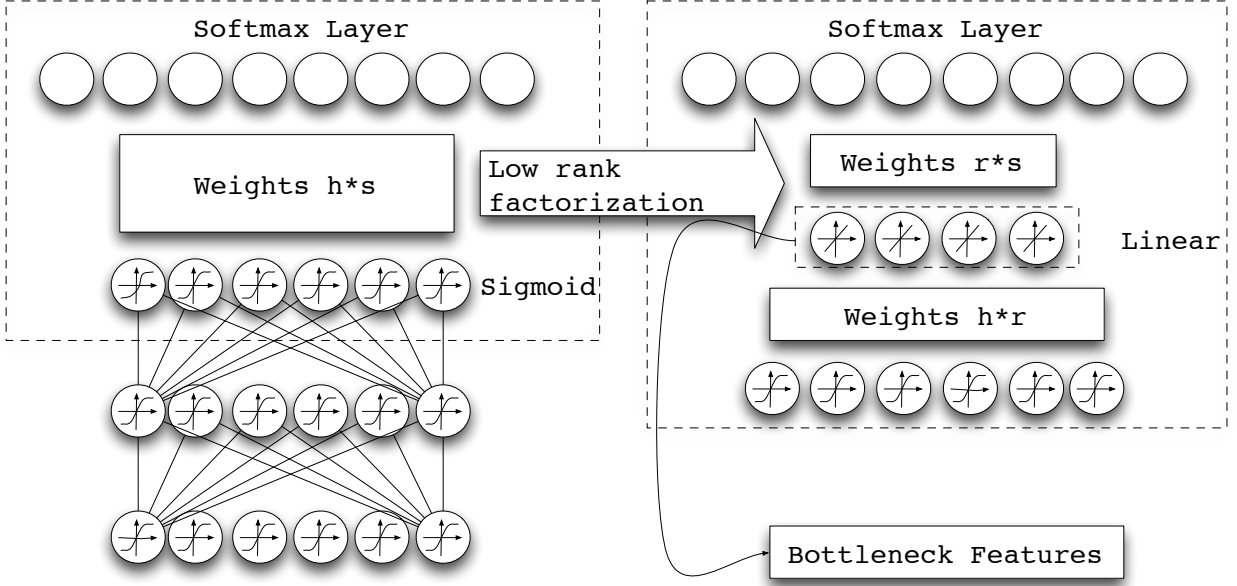 Softmax Layer
Weights h*s
Sigmoid
Low rank
factorization
Softmax Layer
Weights r*s
Linear
Weights h*r
Bottleneck Features